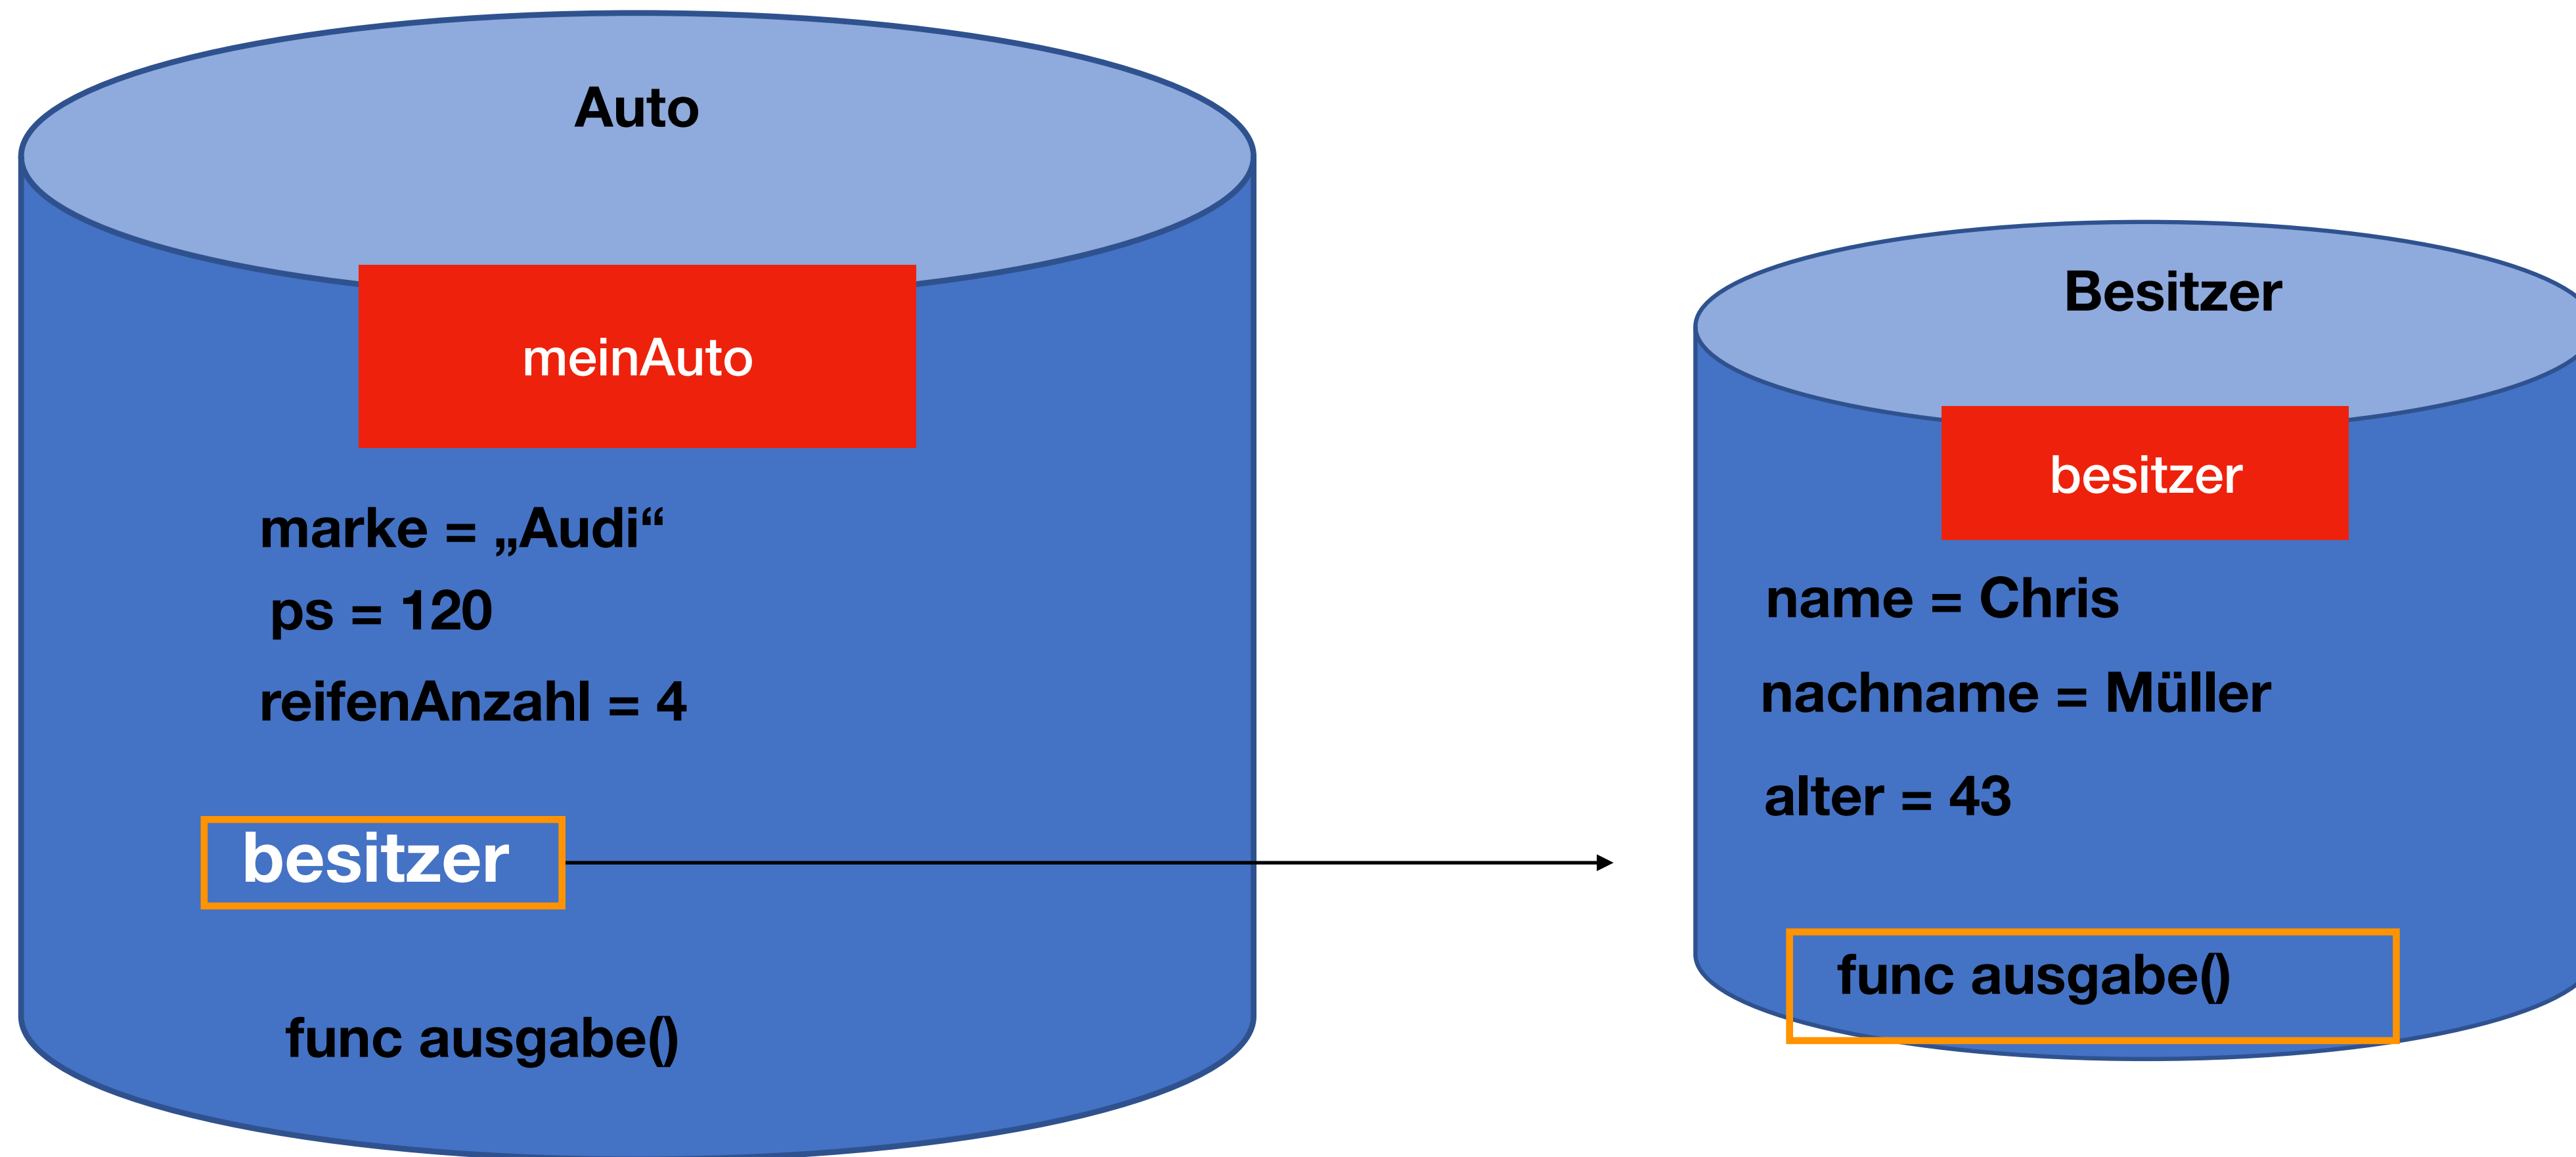 Auto
meinAuto
marke = „Audi“
ps = 120
reifenAnzahl = 4
besitzer
func ausgabe()
Besitzer
besitzer
name = Chris
nachname = Müller
alter = 43
func ausgabe()